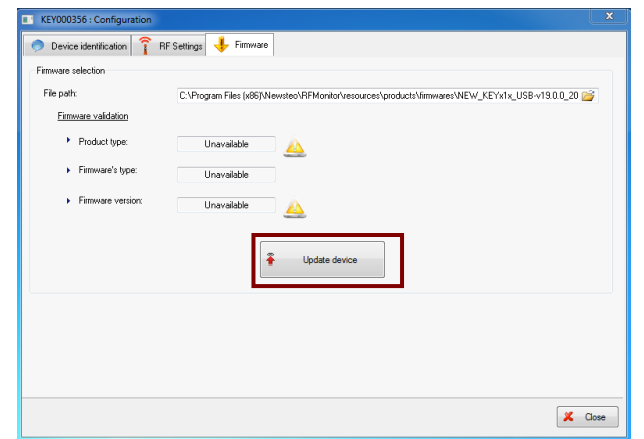 KEY000356 : Configuration
Device identification RF Settings Firmware
Firmware selection
File path: C:\Program Files (x86)\Newsteo\RFMonitor\resources\products\firmwares\NEW_KEYx1x_USB-v19.0.0_20
Firmware validation
Product type: Unavailable
Firmware's type: Unavailable
Firmware version: Unavailable
Update device
Close